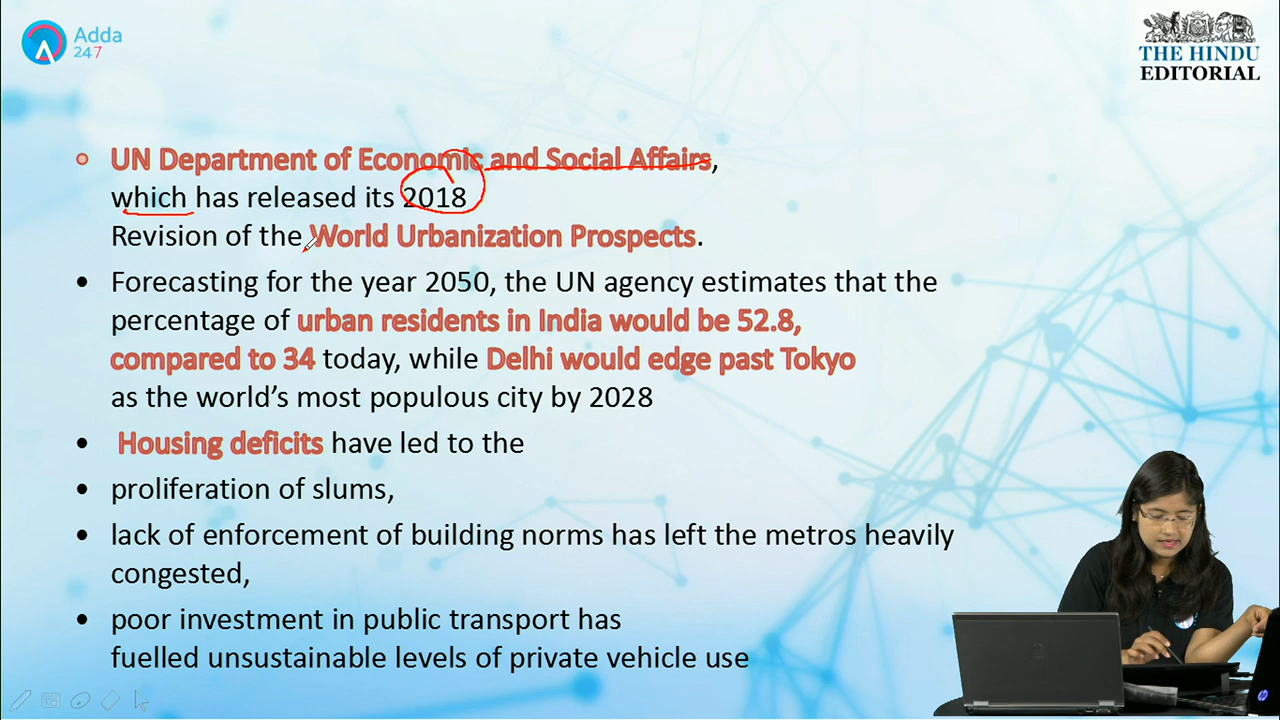 Adda
247
THE HINDU
EDITORIAL
UN Department of Economic and Social Affairs,
which has released its 2018
Revision of the World Urbanization Prospects.
Forecasting for the year 2050, the UN agency estimates that the
percentage of urban residents in India would be 52.8,
compared to 34 today, while Delhi would edge past Tokyo
as the world's most populous city by 2028
Housing deficits have led to the
proliferation of slums,
lack of enforcement of building norms has left the metros heavily
congested,
poor investment in public transport has
fuelled unsustainable levels of private vehicle use